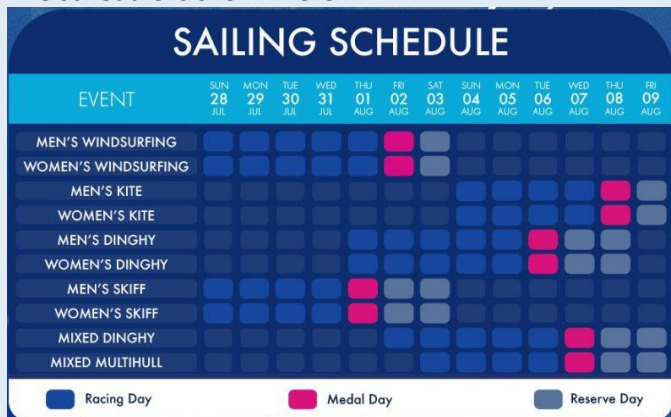 SAILING SCHEDULE
EVENT
SUN 28 JUL
MON 29 JUL
TUE 30 JUL
WED 31 JUL
THU 01 AUG
FRI 02 AUG
SAT 03 AUG
SUN 04 AUG
MON 05 AUG
TUE 06 AUG
WED 07 AUG
THU 08 AUG
FRI 09 AUG
MEN'S WINDSURFING
WOMEN'S WINDSURFING
MEN'S KITE
WOMEN'S KITE
MEN'S DINGHY
WOMEN'S DINGHY
MEN'S SKIFF
WOMEN'S SKIFF
MIXED DINGHY
MIXED MULTIHULL
Racing Day
Medal Day
Reserve Day